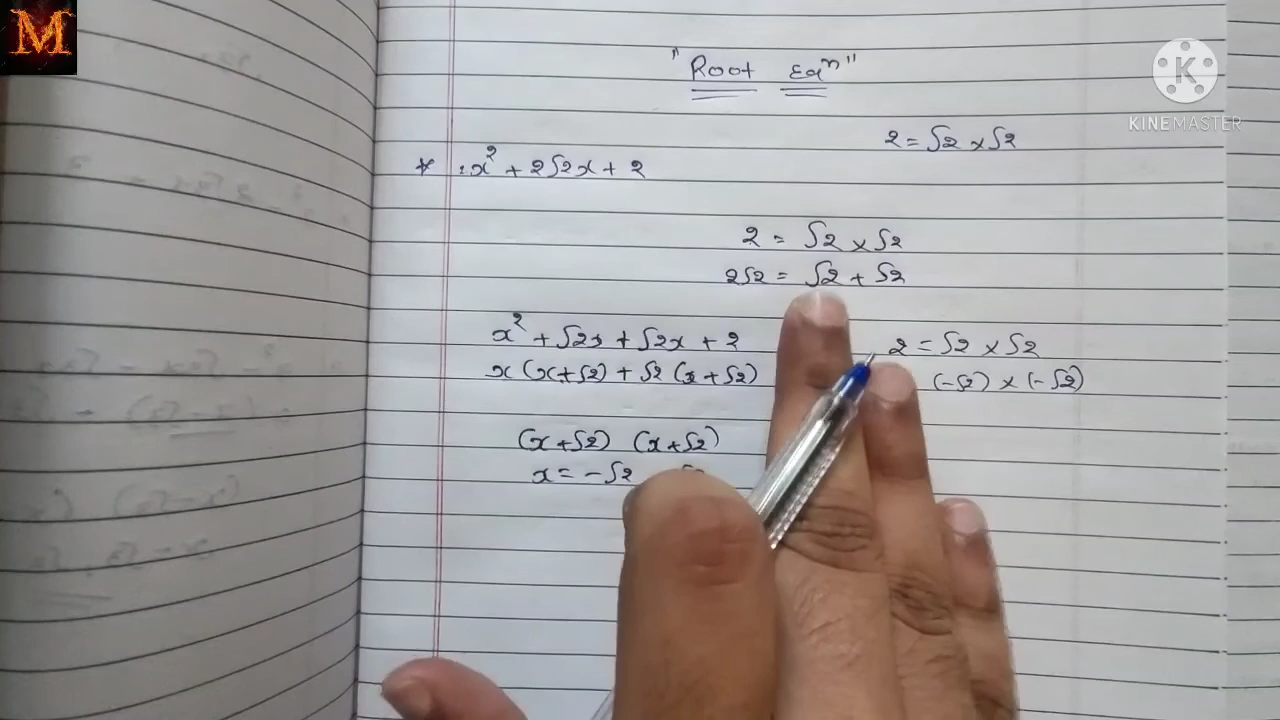 M
"Root Eqⁿ"
KINEMASTER
2 = √2 × √2
* x² + 2√2x + 2
2 = √2 × √2
2√2 = √2 + √2
x² + √2x + √2x + 2
2 = √2 × √2
x (x+√2) + √2 (x + √2)
(-√2) × (-√2)
(x + √2) (x + √2)
x = -√2